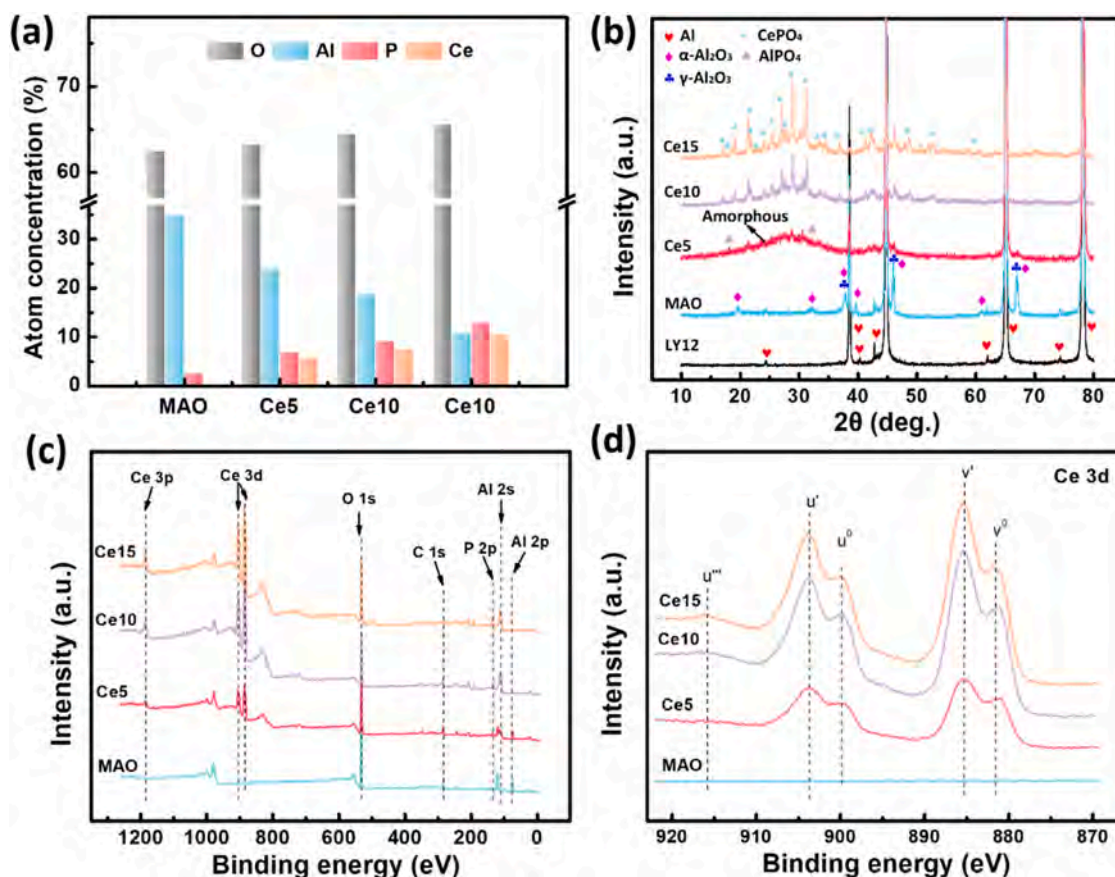 (a)
O Al P Ce
Atom concentration (%)
70
60
30
20
10
0
MAO Ce5 Ce10 Ce10
(b)
Al CePO₄
α-Al₂O₃ AlPO₄
γ-Al₂O₃
Intensity (a.u.)
Ce15
Ce10
Amorphous
Ce5
MAO
LY12
10 20 30 40 50 60 70 80
2θ (deg.)
(c)
Ce 3p Ce 3d
O 1s
Al 2s
C 1s P 2p Al 2p
Intensity (a.u.)
Ce15
Ce10
Ce5
MAO
1200 1000 800 600 400 200 0
Binding energy (eV)
(d)
Ce 3d
u''' u' u⁰ v' v⁰
Intensity (a.u.)
Ce15
Ce10
Ce5
MAO
920 910 900 890 880 870
Binding energy (eV)